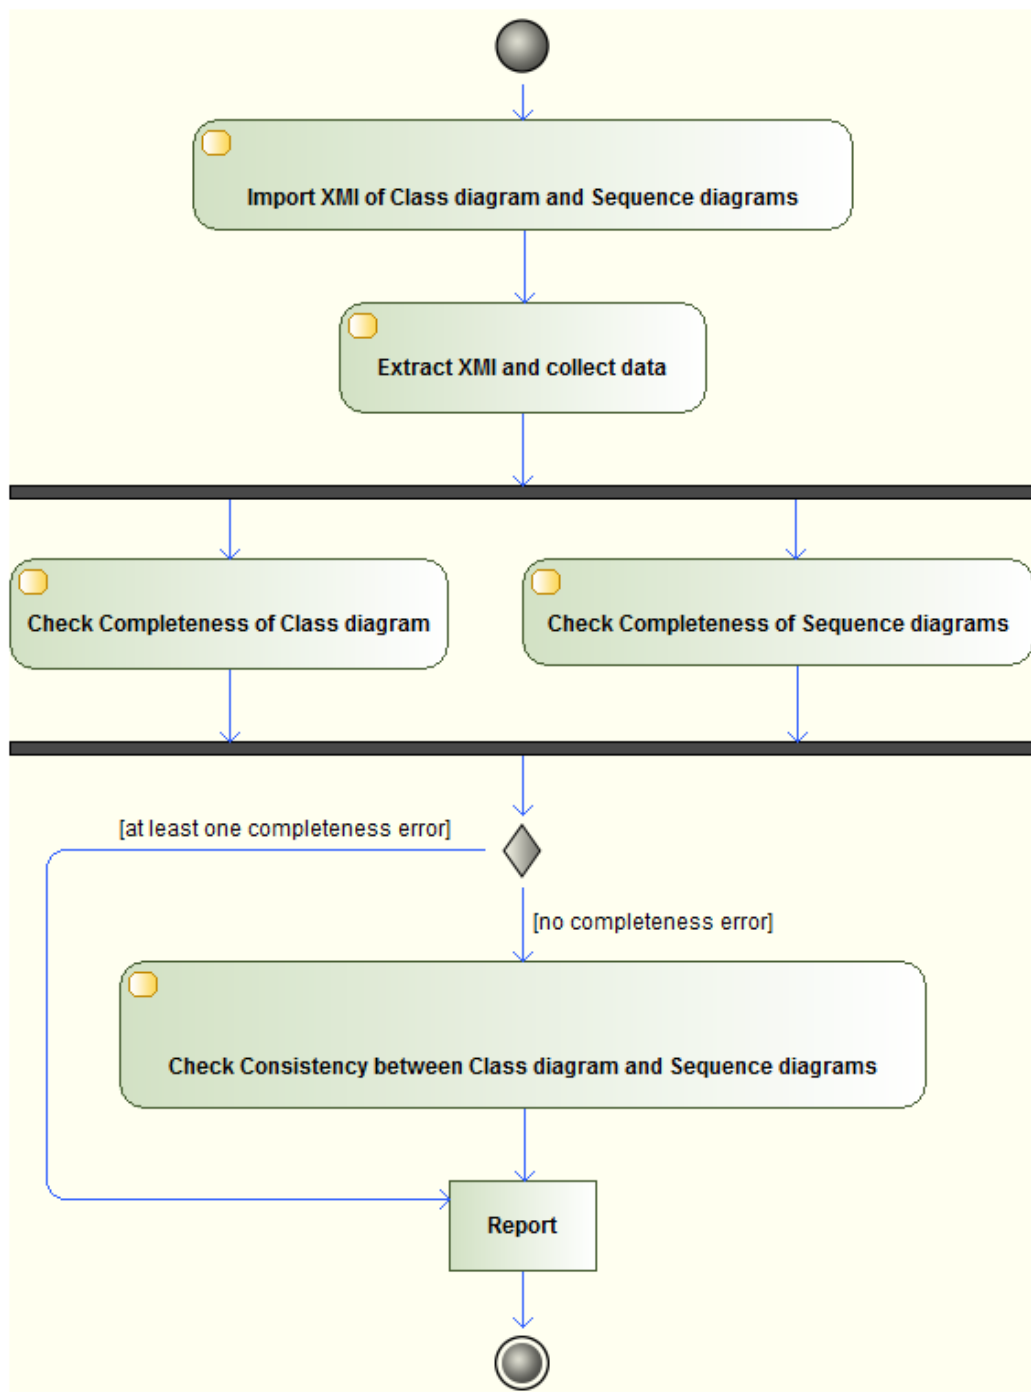 Import XMI of Class diagram and Sequence diagrams
Extract XMI and collect data
Check Completeness of Class diagram
Check Completeness of Sequence diagrams
[at least one completeness error]
[no completeness error]
Check Consistency between Class diagram and Sequence diagrams
Report